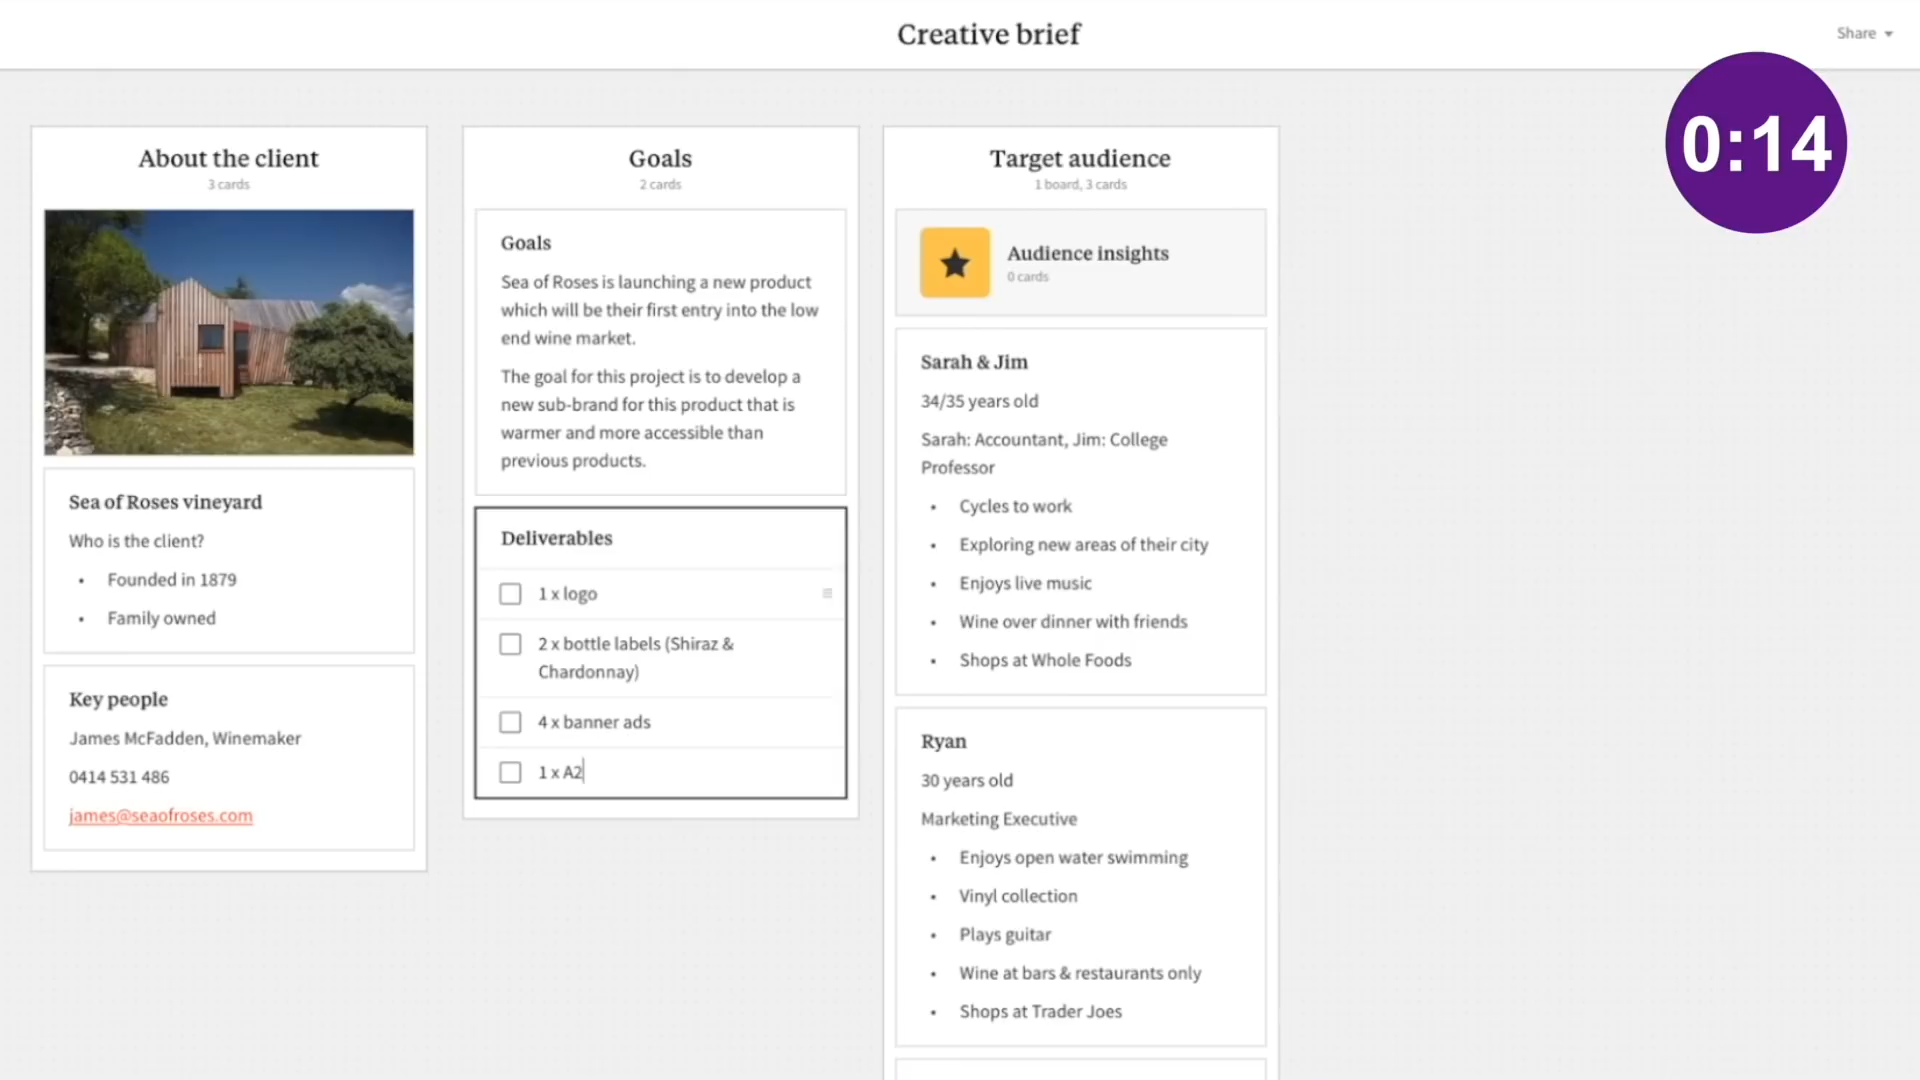 Creative brief
Share
0:14
About the client
3 cards
Sea of Roses vineyard
Who is the client?
• Founded in 1879
• Family owned
Key people
James McFadden, Winemaker
0414 531 486
james@seaofroses.com
Goals
2 cards
Goals
Sea of Roses is launching a new product
which will be their first entry into the low
end wine market.
The goal for this project is to develop a
new sub-brand for this product that is
warmer and more accessible than
previous products.
Deliverables
1 x logo
2 x bottle labels (Shiraz &
Chardonnay)
4 x banner ads
1 x A2
Target audience
1 board, 3 cards
Audience insights
0 cards
Sarah & Jim
34/35 years old
Sarah: Accountant, Jim: College
Professor
• Cycles to work
• Exploring new areas of their city
• Enjoys live music
• Wine over dinner with friends
• Shops at Whole Foods
Ryan
30 years old
Marketing Executive
• Enjoys open water swimming
• Vinyl collection
• Plays guitar
• Wine at bars & restaurants only
• Shops at Trader Joes